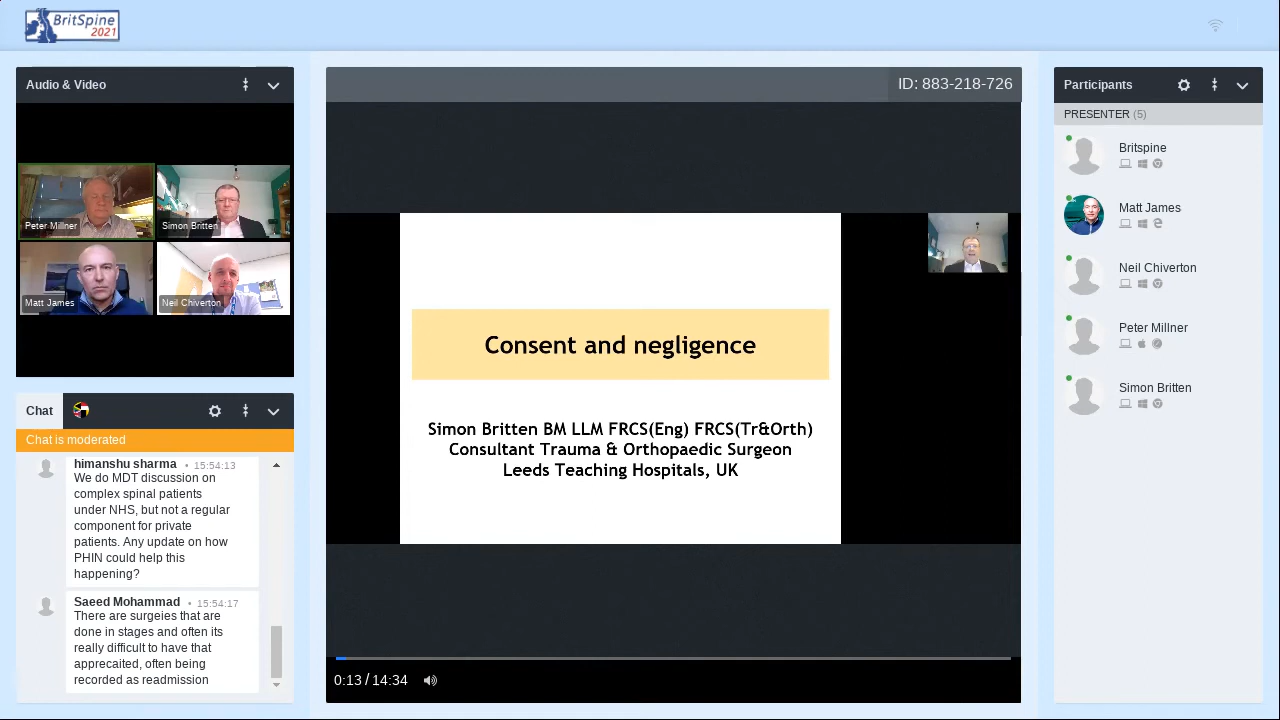 BritSpine
2021
Audio & Video
Peter Millner
Simon Britten
Matt James
Neil Chiverton
Chat
Chat is moderated
himanshu sharma • 15:54:13
We do MDT discussion on
complex spinal patients
under NHS, but not a regular
component for private
patients. Any update on how
PHIN could help this
happening?
Saeed Mohammad • 15:54:17
There are surgeies that are
done in stages and often its
really difficult to have that
apprecaited, often being
recorded as readmission
ID: 883-218-726
Consent and negligence
Simon Britten BM LLM FRCS(Eng) FRCS(Tr&Orth)
Consultant Trauma & Orthopaedic Surgeon
Leeds Teaching Hospitals, UK
0:13 / 14:34
Participants
PRESENTER (5)
Britspine
Matt James
Neil Chiverton
Peter Millner
Simon Britten